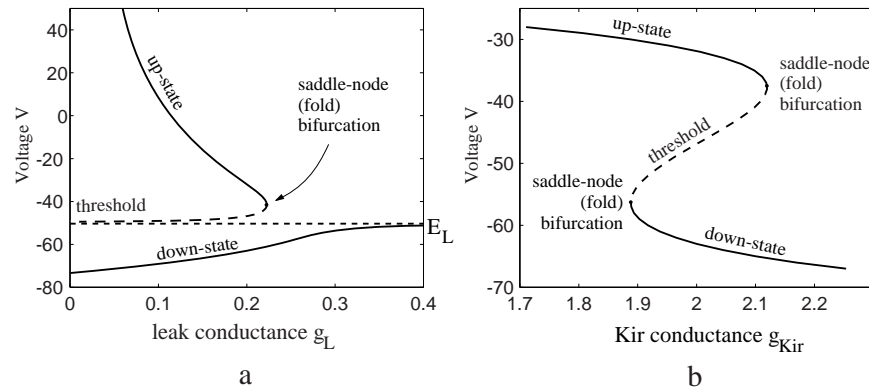 40
20
0
-20
-40
-60
-80
Voltage V
up-state
saddle-node
(fold)
bifurcation
threshold
E_L
down-state
0 0.1 0.2 0.3 0.4
leak conductance g_L
a
-30
-40
-50
-60
-70
Voltage V
up-state
saddle-node
(fold)
bifurcation
threshold
saddle-node
(fold)
bifurcation
down-state
1.7 1.8 1.9 2 2.1 2.2
Kir conductance g_Kir
b